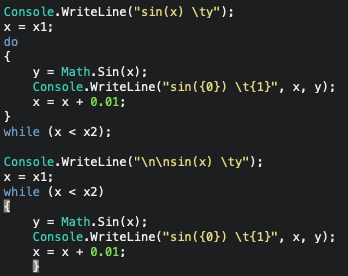 Console.WriteLine("sin(x) \ty");
x = x1;
do
{
    y = Math.Sin(x);
    Console.WriteLine("sin({0}) \t{1}", x, y);
    x = x + 0.01;
}
while (x < x2);

Console.WriteLine("\n\nsin(x) \ty");
x = x1;
while (x < x2)
{
    y = Math.Sin(x);
    Console.WriteLine("sin({0}) \t{1}", x, y);
    x = x + 0.01;
    }